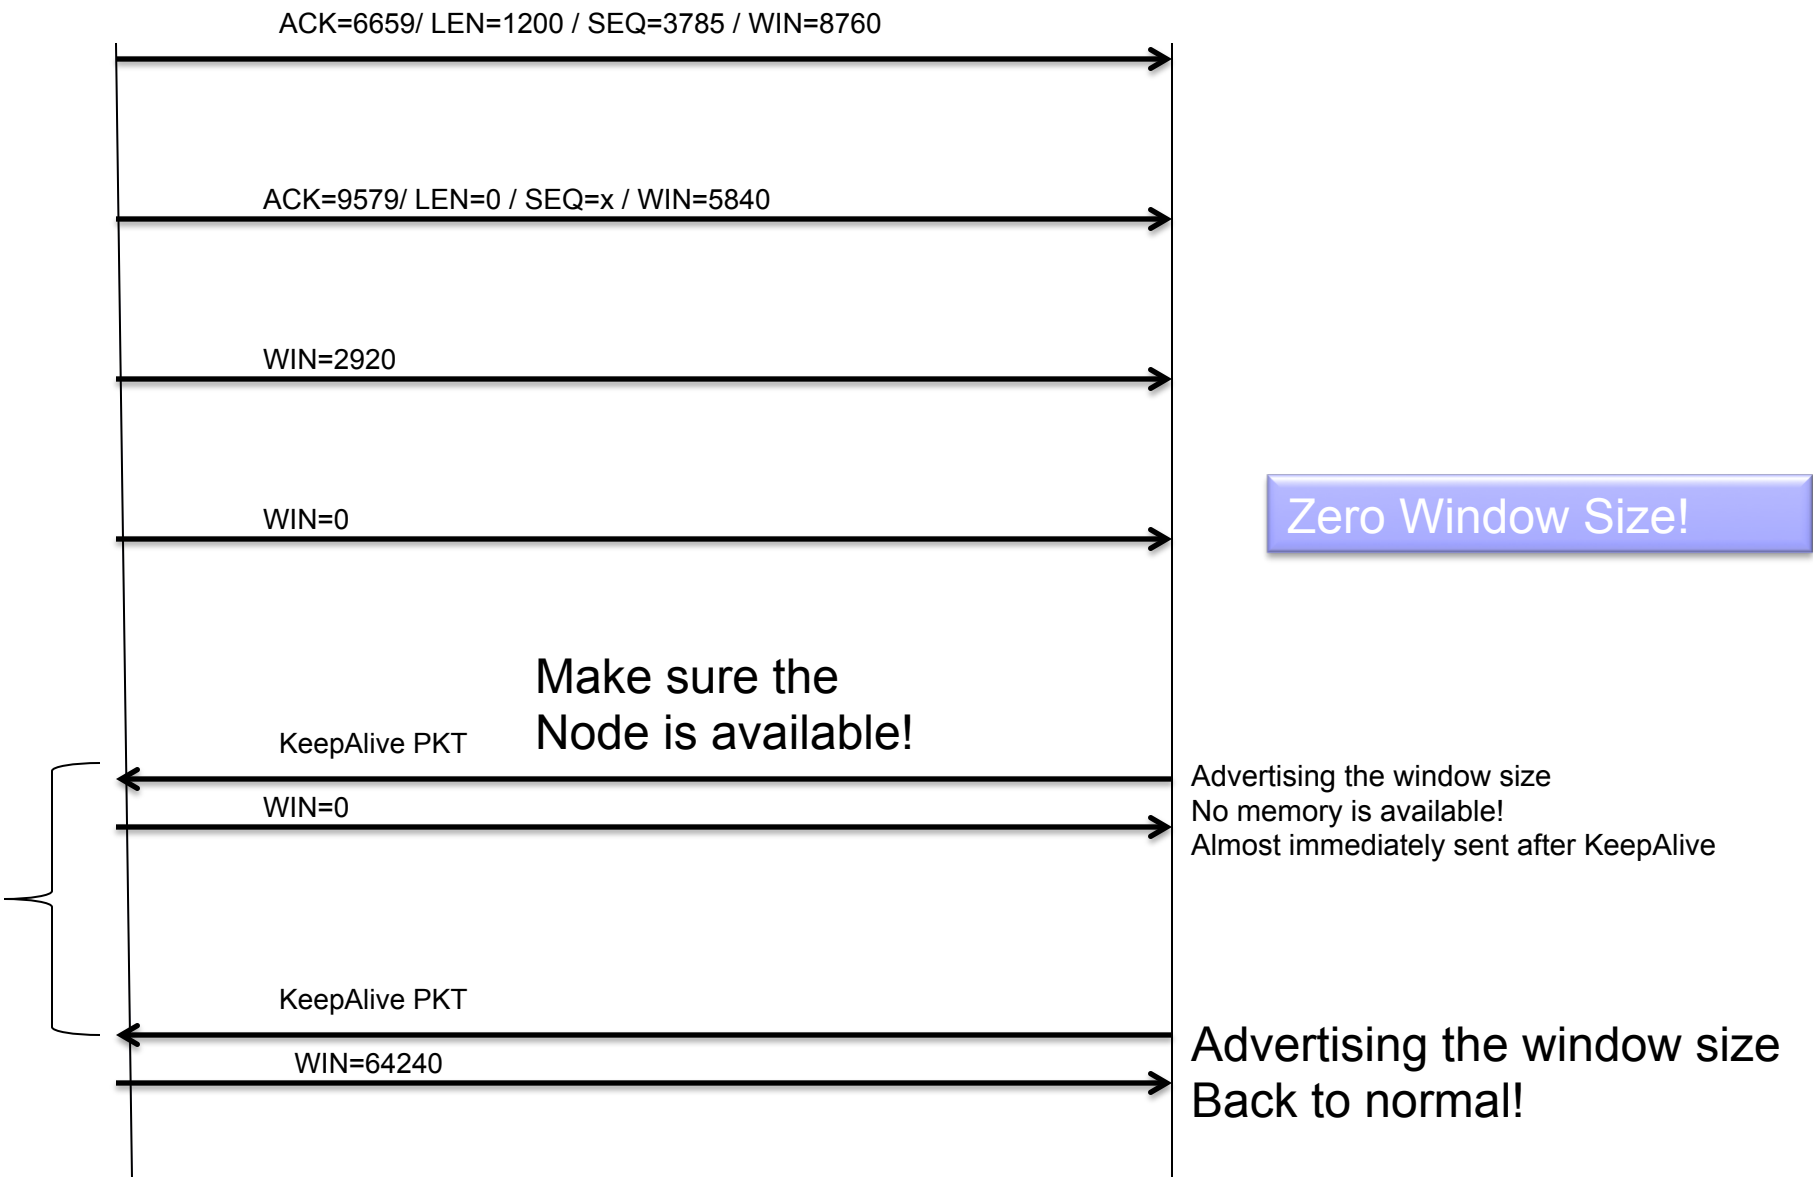 ACK=6659/ LEN=1200 / SEQ=3785 / WIN=8760
ACK=9579/ LEN=0 / SEQ=x / WIN=5840
WIN=2920
WIN=0
Zero Window Size!
Make sure the
Node is available!
KeepAlive PKT
Advertising the window size
WIN=0
No memory is available!
Almost immediately sent after KeepAlive
KeepAlive PKT
WIN=64240
Advertising the window size
Back to normal!